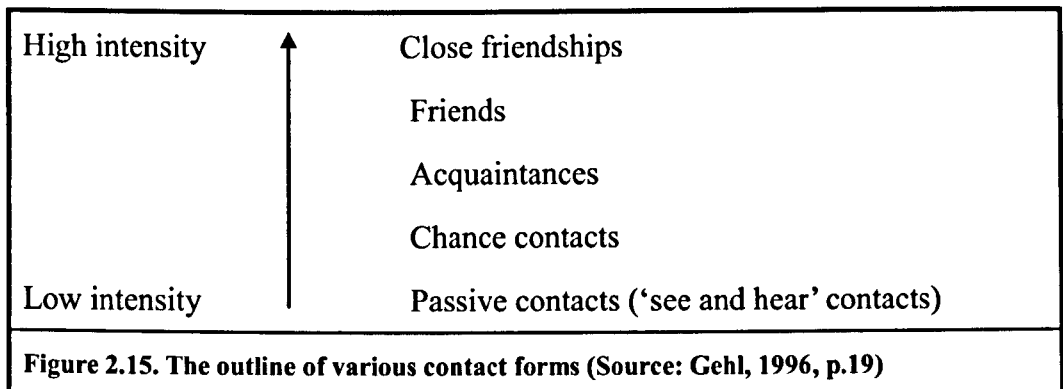 High intensity Close friendships
Friends
Acquaintances
Chance contacts
Low intensity Passive contacts (‘see and hear’ contacts)
Figure 2.15. The outline of various contact forms (Source: Gehl, 1996, p.19)